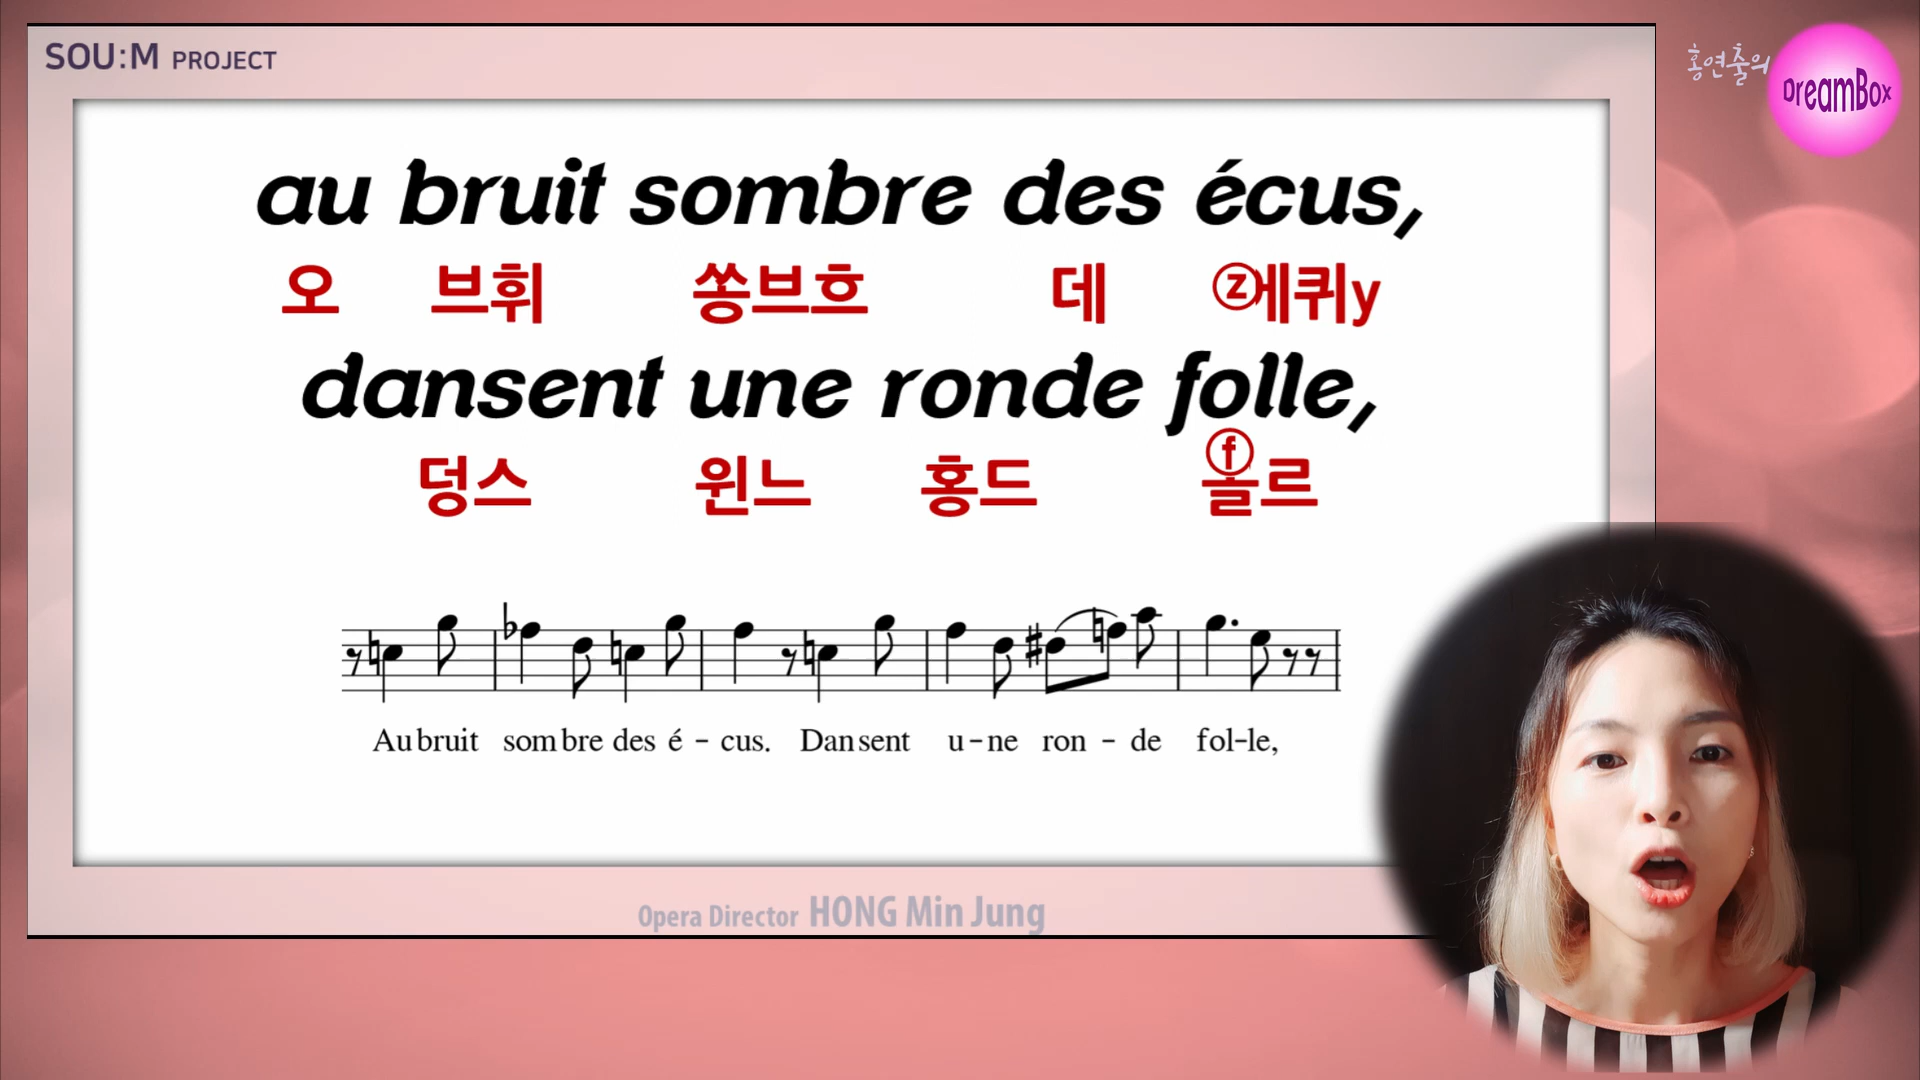 SOU:M PROJECT
홍연출의
DreamBox
au bruit sombre des écus,
오 브휘 쏭브흐 데 ⓩ에퀴y
dansent une ronde folle,
덩스 윈느 홍드 ⓕ올르
Au bruit sombre des é - cus. Dansent u-ne ron - de fol-le,
Opera Director HONG Min Jung